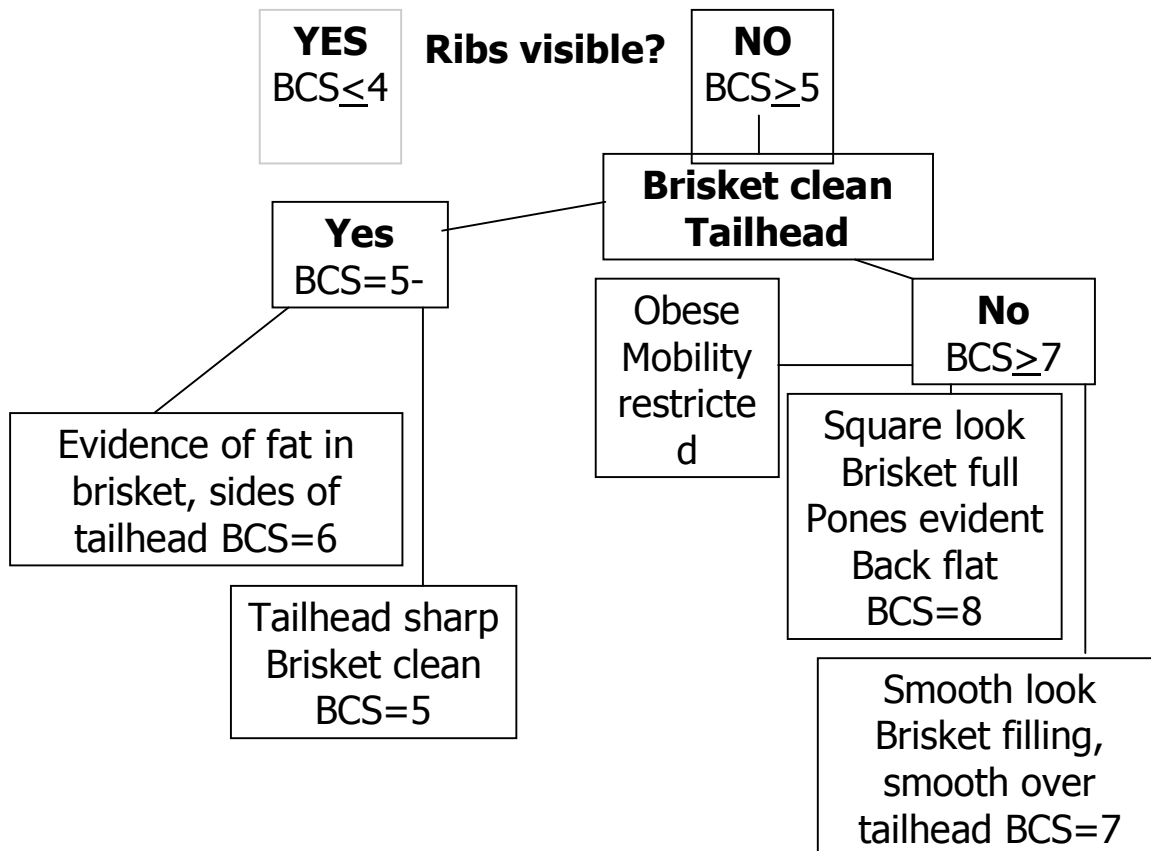 YES
BCS<4
Ribs visible?
NO
BCS>5
Brisket clean
Tailhead
Yes
BCS=5-
Obese
Mobility
restricte
d
No
BCS>7
Evidence of fat in
brisket, sides of
tailhead BCS=6
Square look
Brisket full
Pones evident
Back flat
BCS=8
Tailhead sharp
Brisket clean
BCS=5
Smooth look
Brisket filling,
smooth over
tailhead BCS=7